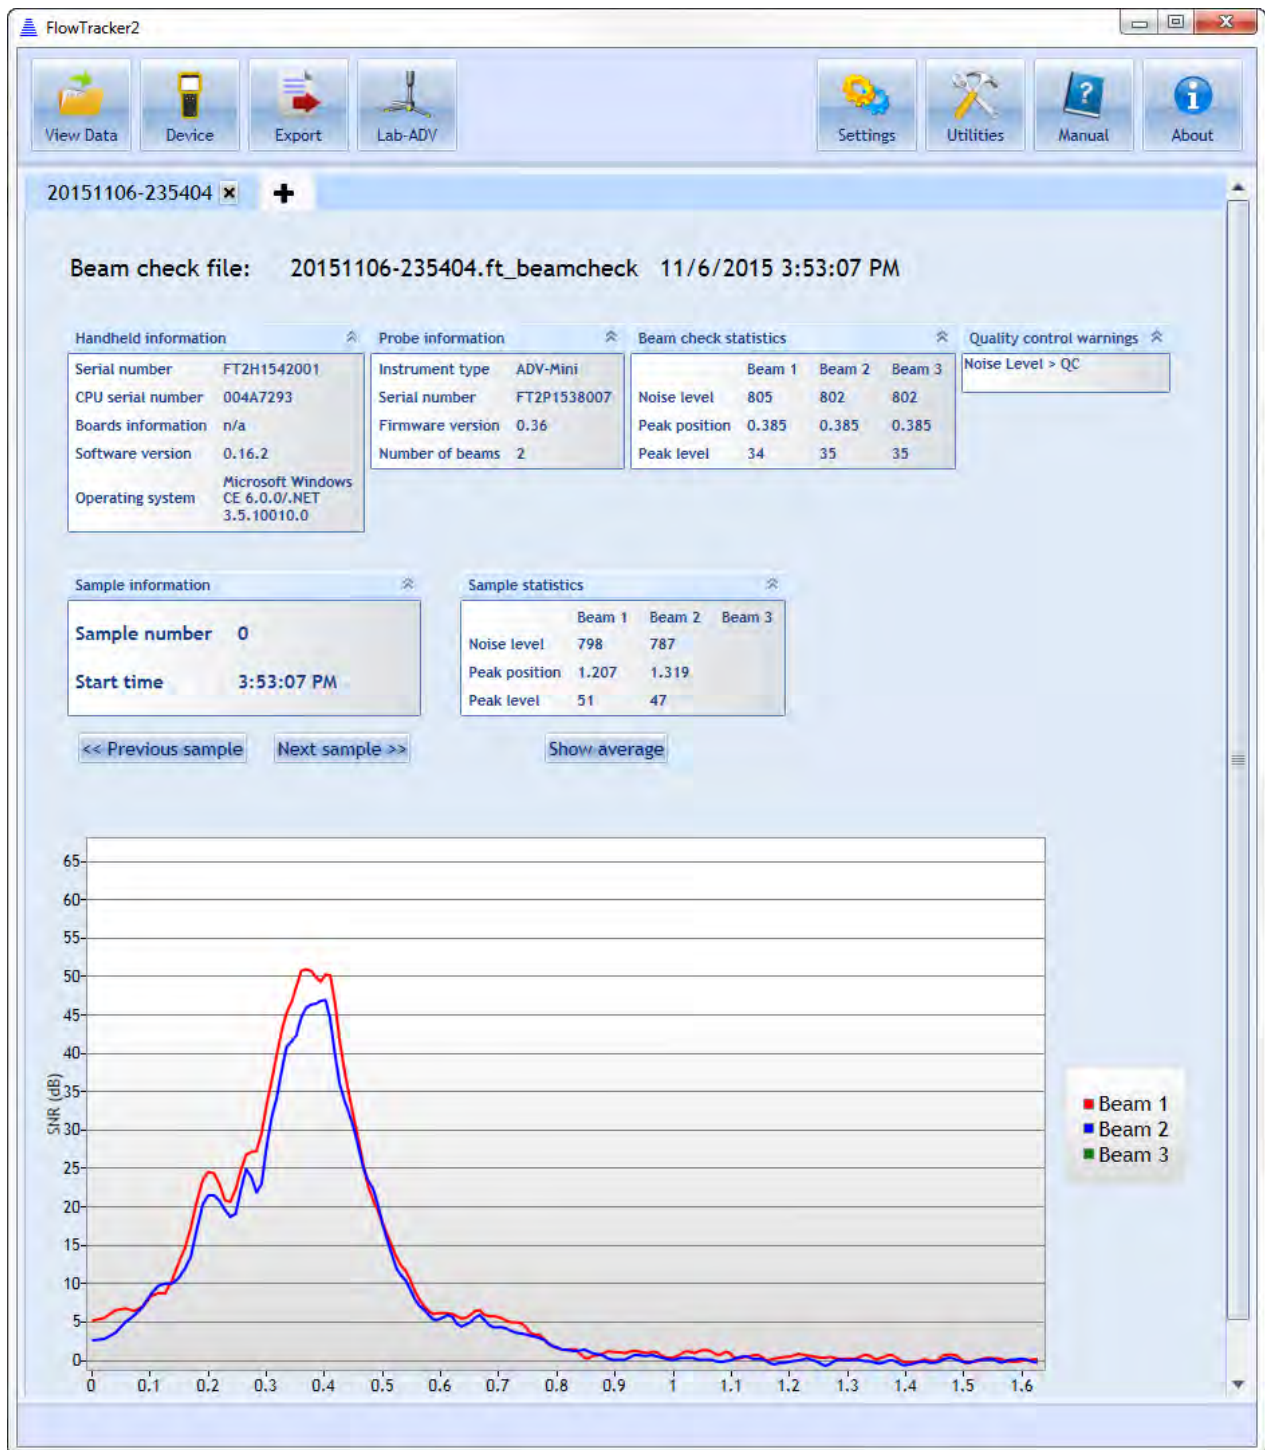 FlowTracker2
View Data Device Export Lab-ADV Settings Utilities Manual About
20151106-235404
Beam check file: 20151106-235404.ft_beamcheck 11/6/2015 3:53:07 PM
Handheld information
Serial number FT2H1542001
CPU serial number 004A7293
Boards information n/a
Software version 0.16.2
Operating system Microsoft Windows
CE 6.0.0/.NET
3.5.10010.0
Probe information
Instrument type ADV-Mini
Serial number FT2P1538007
Firmware version 0.36
Number of beams 2
Beam check statistics
Beam 1 Beam 2 Beam 3
Noise level 805 802 802
Peak position 0.385 0.385 0.385
Peak level 34 35 35
Quality control warnings
Noise Level > QC
Sample information
Sample number 0
Start time 3:53:07 PM
Sample statistics
Beam 1 Beam 2 Beam 3
Noise level 798 787
Peak position 1.207 1.319
Peak level 51 47
<< Previous sample Next sample >> Show average
65
60
55
50
45
40
35
30
25
20
15
10
5
0
SNR (dB)
0 0.1 0.2 0.3 0.4 0.5 0.6 0.7 0.8 0.9 1 1.1 1.2 1.3 1.4 1.5 1.6
Beam 1
Beam 2
Beam 3